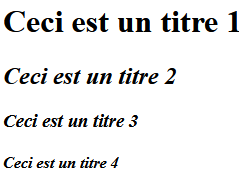 Ceci est un titre 1
Ceci est un titre 2
Ceci est un titre 3
Ceci est un titre 4